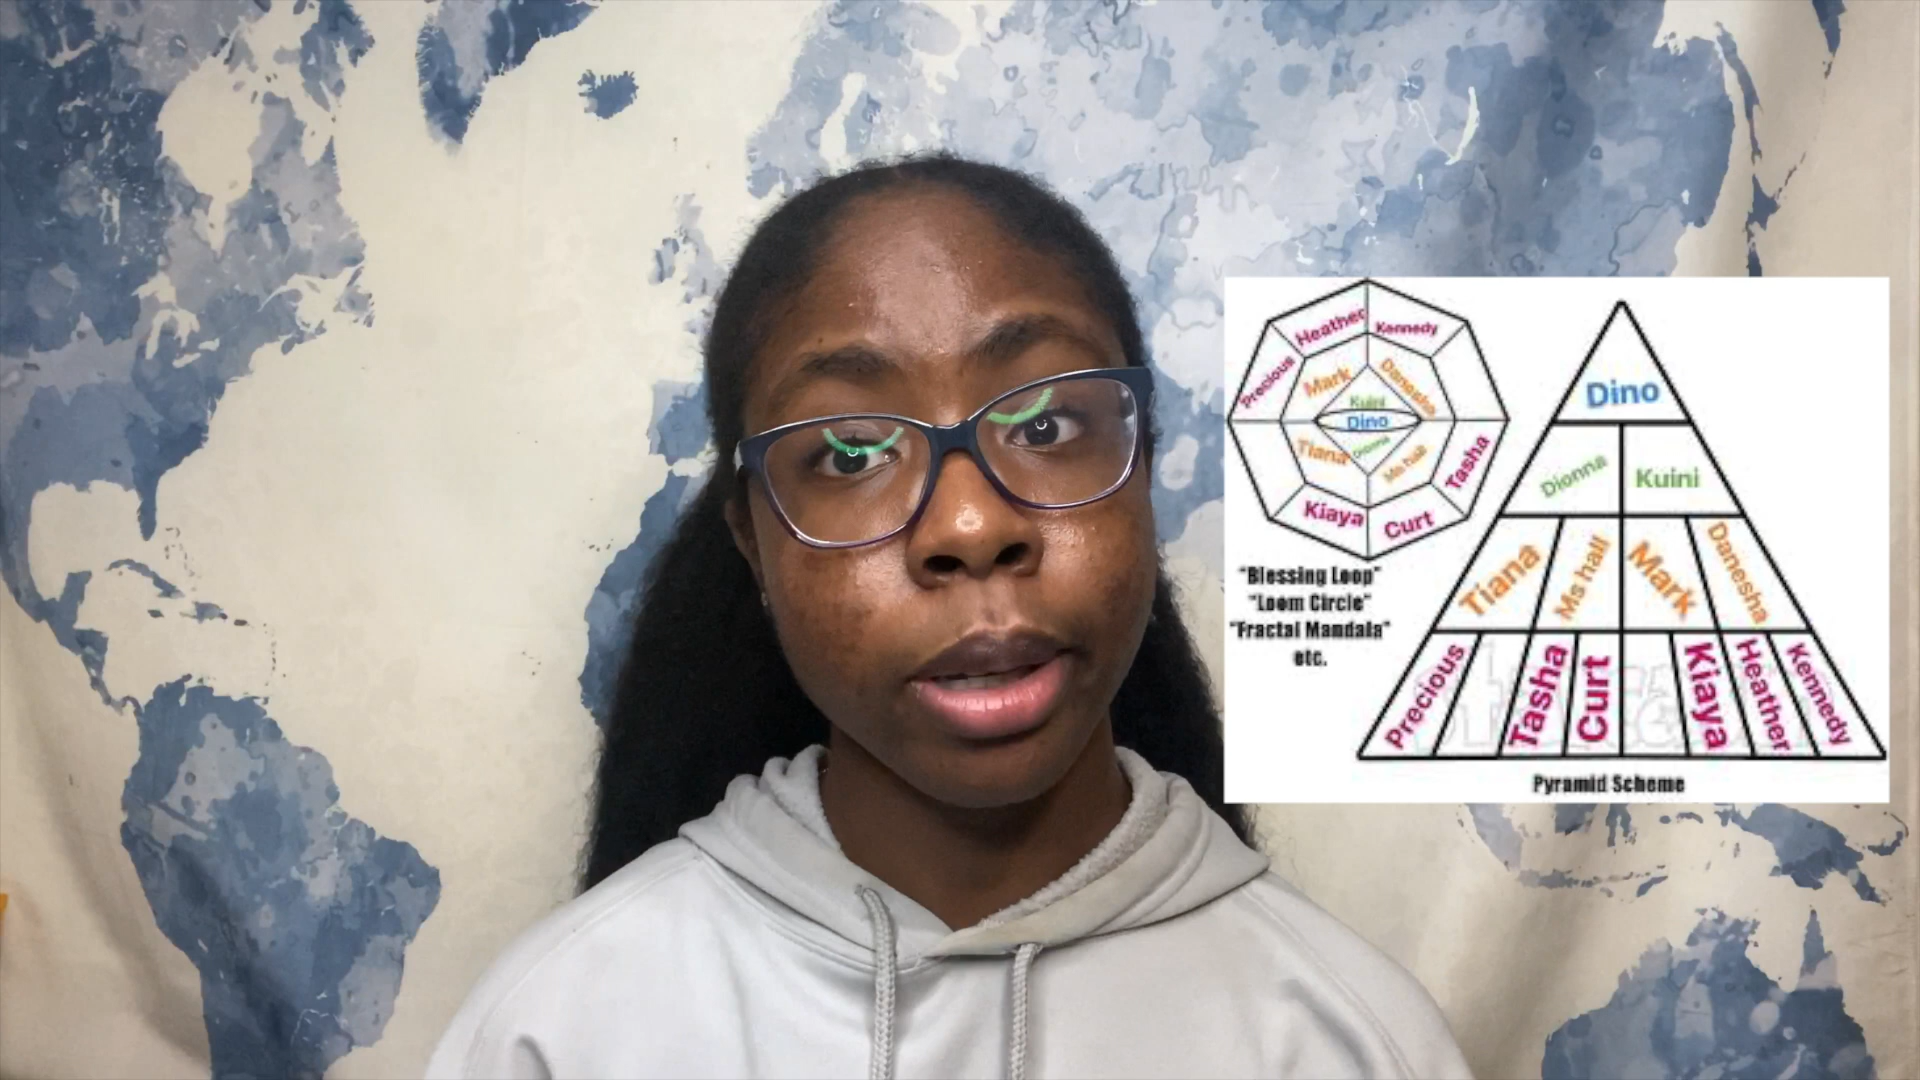 Heather
Kennedy
Precious
Mark
Danesha
Kuini
Dino
Dionna
Tiana
Ms hall
Tasha
Kiaya
Curt
"Blessing Loop"
"Loom Circle"
"Fractal Mandala"
etc.
Dino
Dionna
Kuini
Tiana
Ms hall
Mark
Danesha
Precious
Tasha
Curt
Kiaya
Heather
Kennedy
Pyramid Scheme